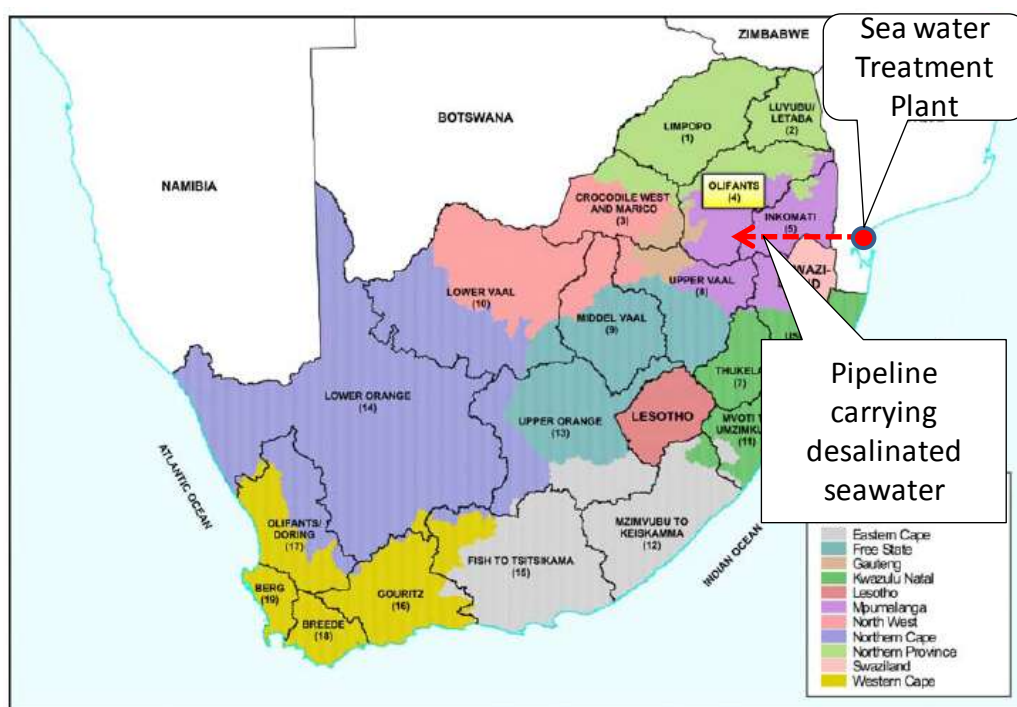 ZIMBABWE
Sea water
Treatment
Plant
BOTSWANA
NAMIBIA
LIMPOPO
(1)
LUVUBU/
LETABA
(2)
OLIFANTS
(4)
CROCODILE WEST
AND MARICO
(3)
INKOMATI
(5)
LOWER VAAL
(10)
UPPER VAAL
(8)
MIDDEL VAAL
(9)
THUKELA
(7)
LOWER ORANGE
(14)
UPPER ORANGE
(13)
LESOTHO
(11)
Pipeline
carrying
desalinated
seawater
ATLANTIC OCEAN
INDIAN OCEAN
OLIFANTS/
DORING
(17)
MZIMVUBU TO
KEISKAMMA
(12)
FISH TO TSITSIKAMA
(15)
BERG
(19)
GOURITZ
(16)
BREEDE
(18)
Eastern Cape
Free State
Gauteng
Kwazulu Natal
Lesotho
Mpumalanga
North West
Northern Cape
Northern Province
Swaziland
Western Cape